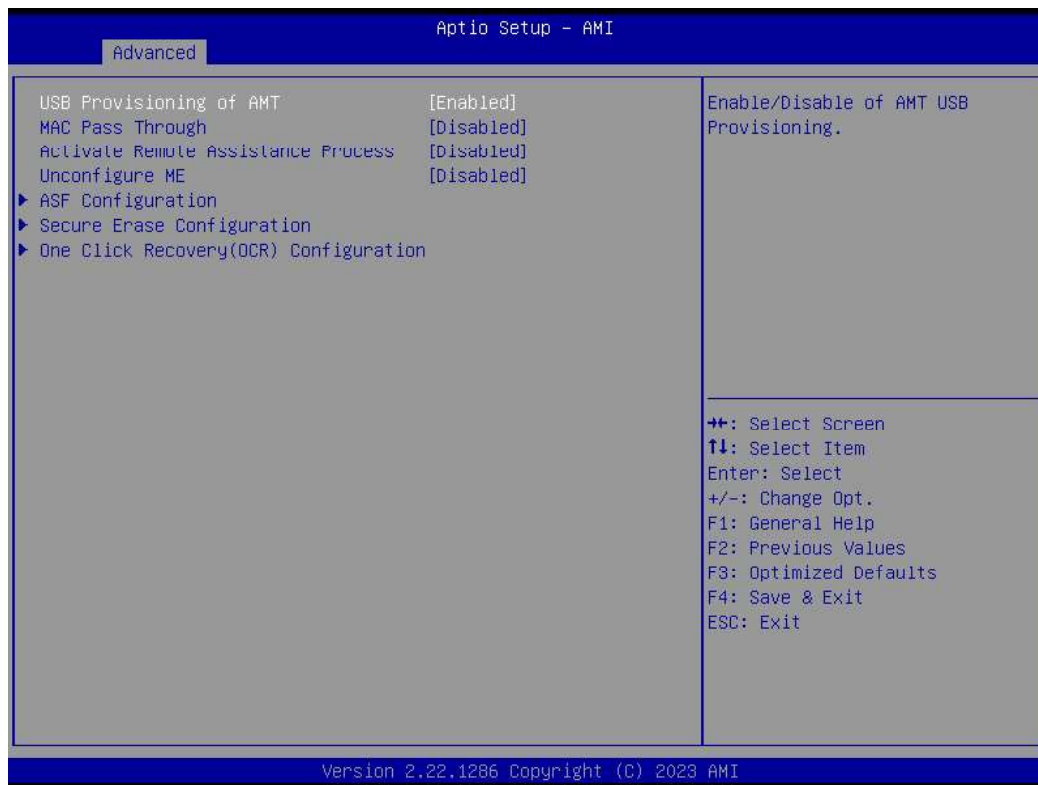 Aptio Setup – AMI
Advanced
USB Provisioning of AMT [Enabled]
MAC Pass Through [Disabled]
Activate Remote Assistance Process [Disabled]
Unconfigure ME [Disabled]
▶ ASF Configuration
▶ Secure Erase Configuration
▶ One Click Recovery(OCR) Configuration
Enable/Disable of AMT USB
Provisioning.
→←: Select Screen
↑↓: Select Item
Enter: Select
+/-: Change Opt.
F1: General Help
F2: Previous Values
F3: Optimized Defaults
F4: Save & Exit
ESC: Exit
Version 2.22.1286 Copyright (C) 2023 AMI